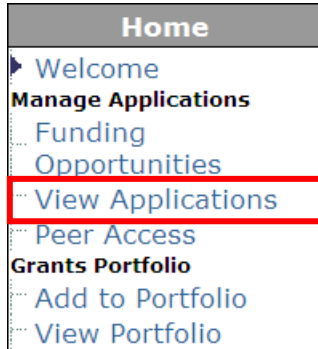 Home
Welcome
Manage Applications
Funding
Opportunities
View Applications
Peer Access
Grants Portfolio
Add to Portfolio
View Portfolio